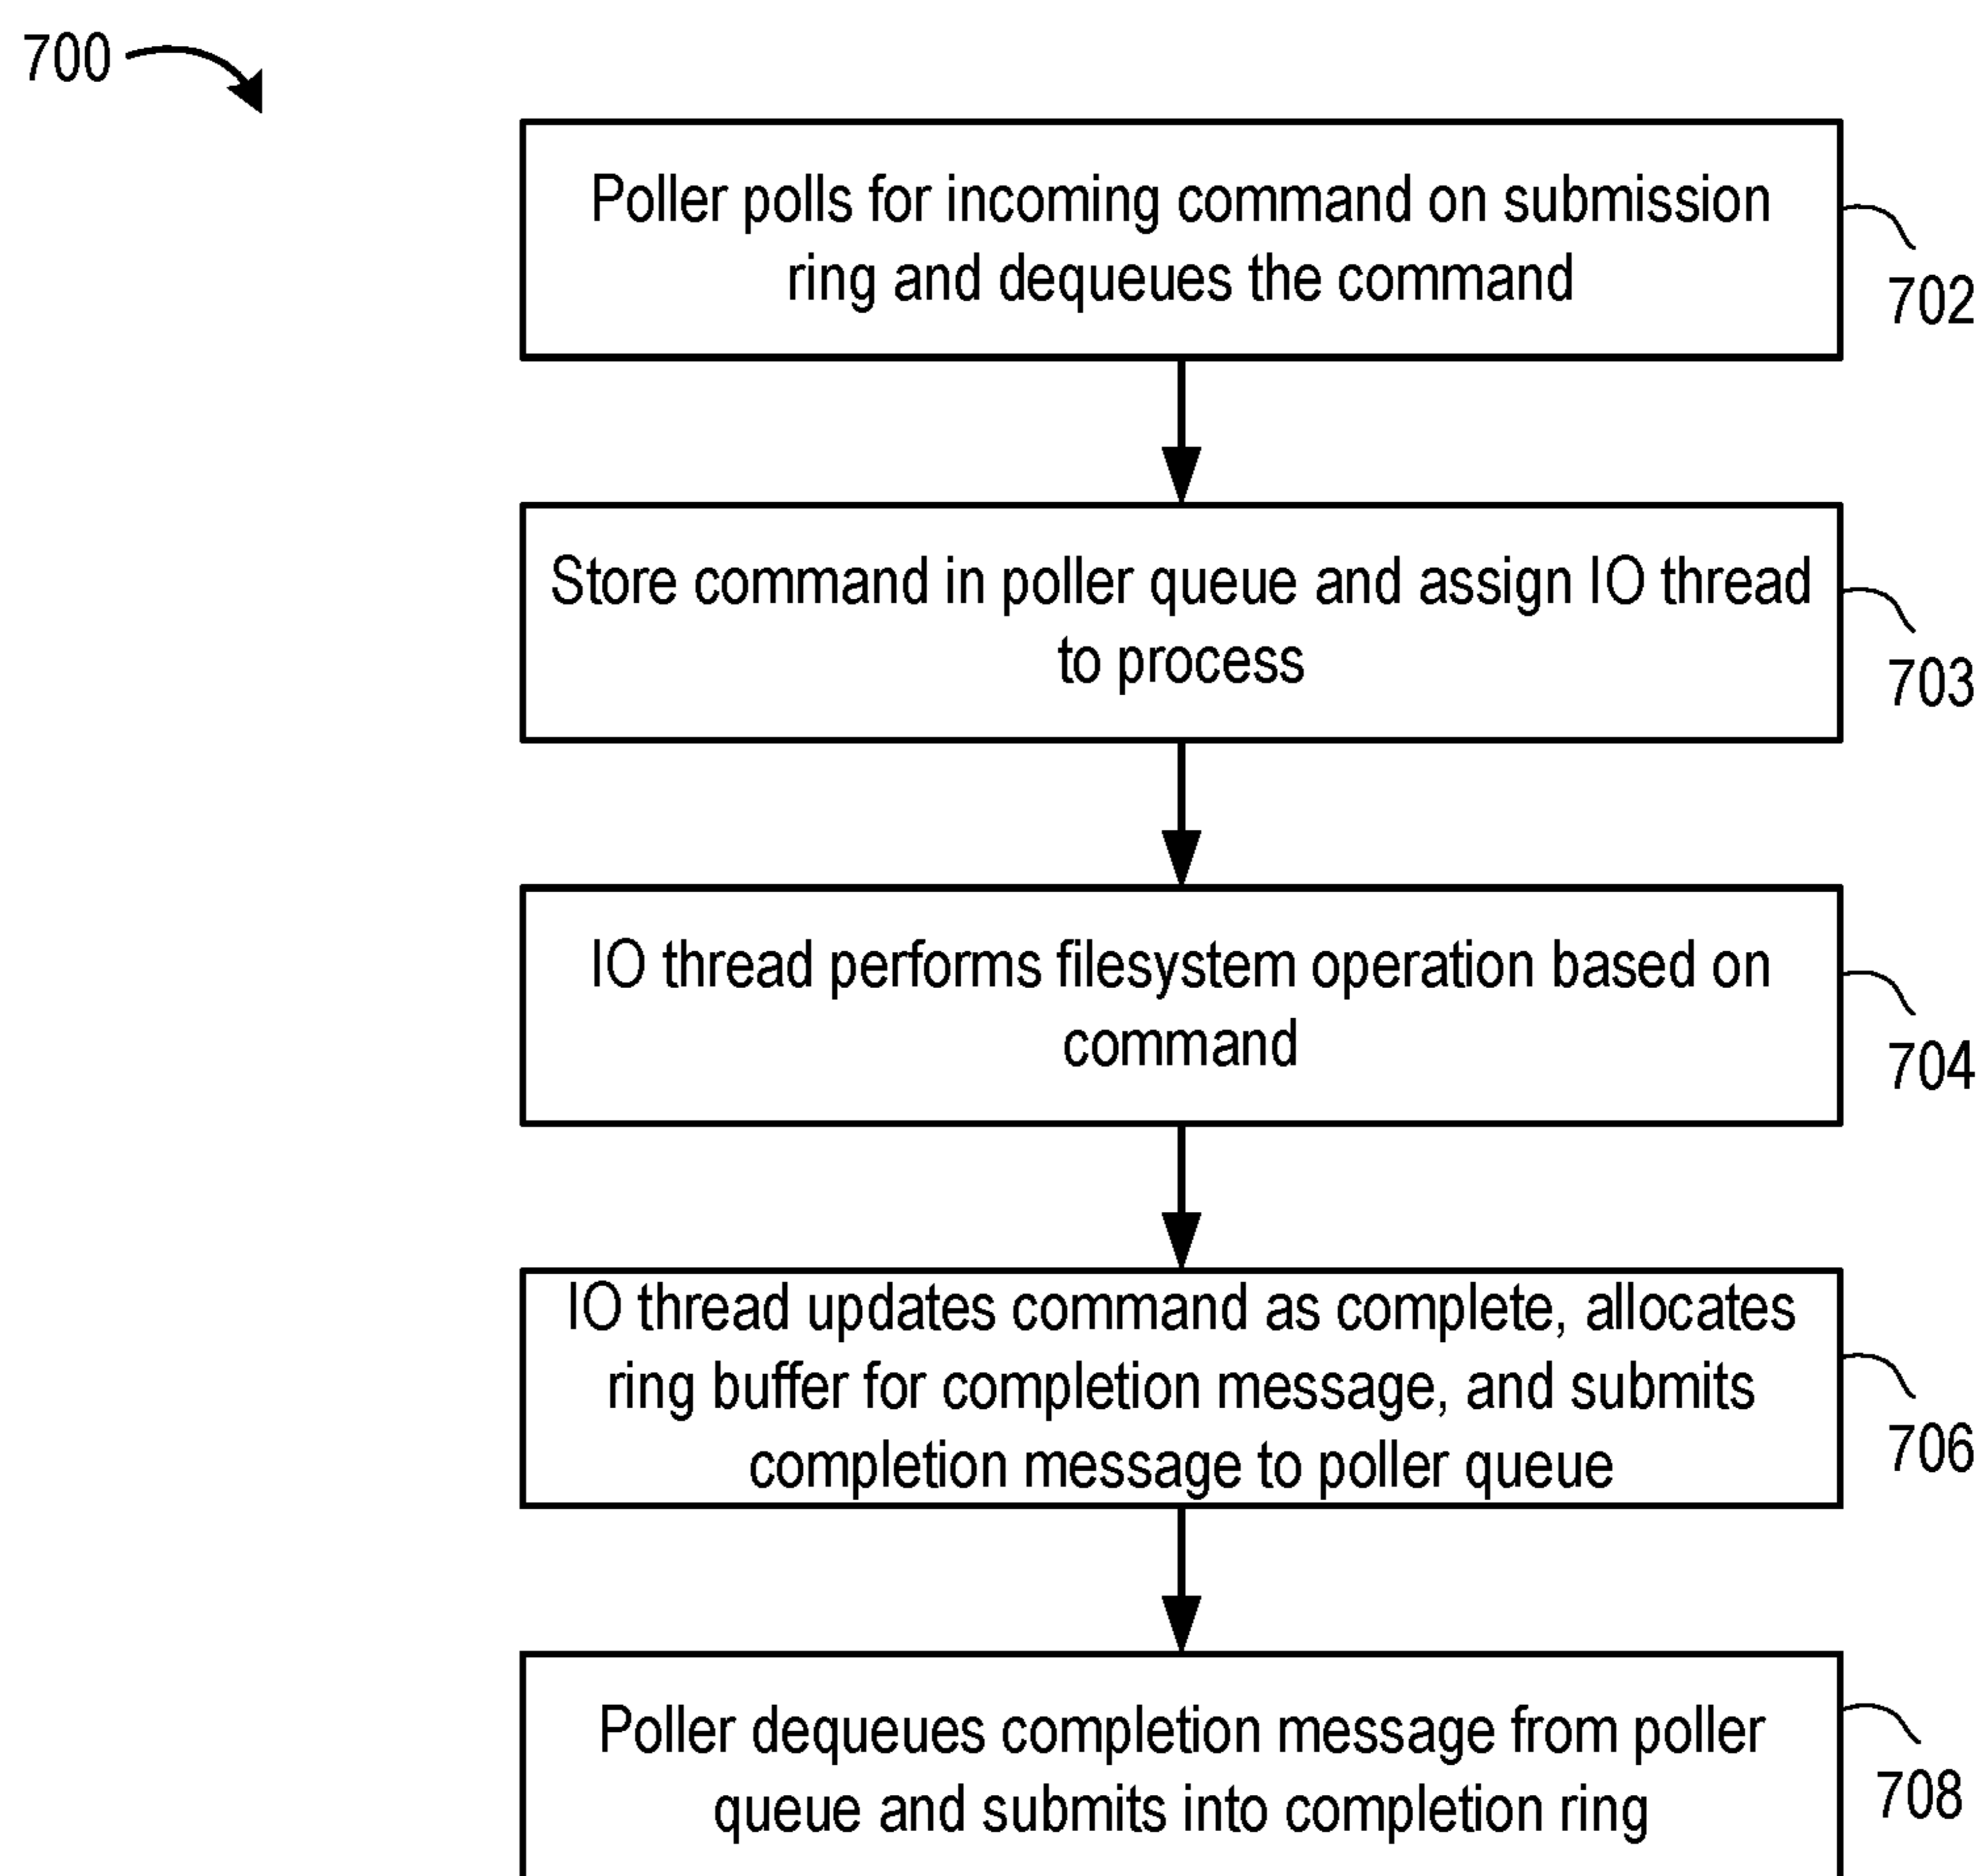 700
Poller polls for incoming command on submission
ring and dequeues the command
702
Store command in poller queue and assign IO thread
to process
703
IO thread performs filesystem operation based on
command
704
IO thread updates command as complete, allocates
ring buffer for completion message, and submits
completion message to poller queue
706
Poller dequeues completion message from poller
queue and submits into completion ring
708